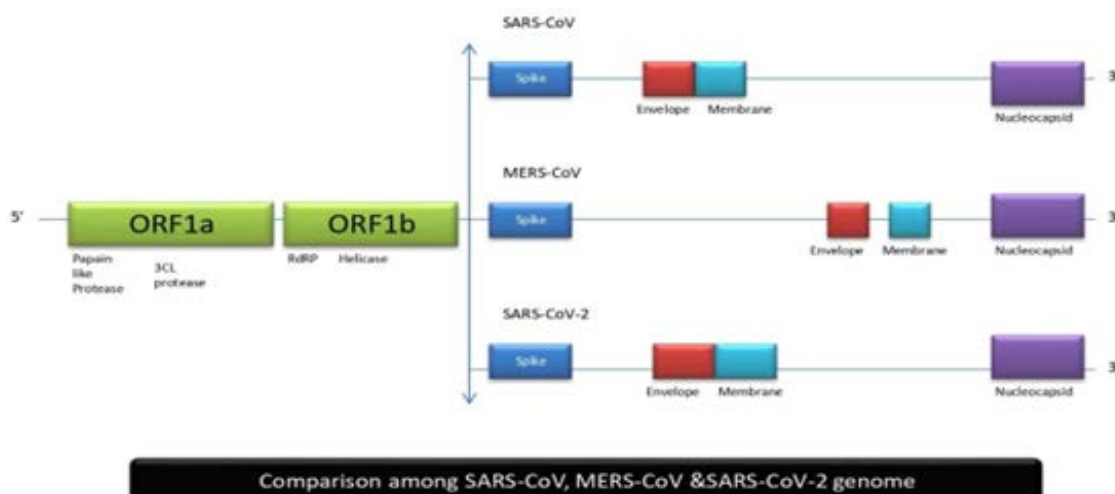 SARS-CoV
Spike
3
Envelope
Membrane
Nucleocapsid
MERS-CoV
5'
ORF1a
ORF1b
Spike
3
Papain
like
Protease
3CL
protease
RdRP
Helicase
Envelope
Membrane
Nucleocapsid
SARS-CoV-2
Spike
3
Envelope
Membrane
Nucleocapsid
Comparison among SARS-CoV, MERS-CoV &SARS-CoV-2 genome